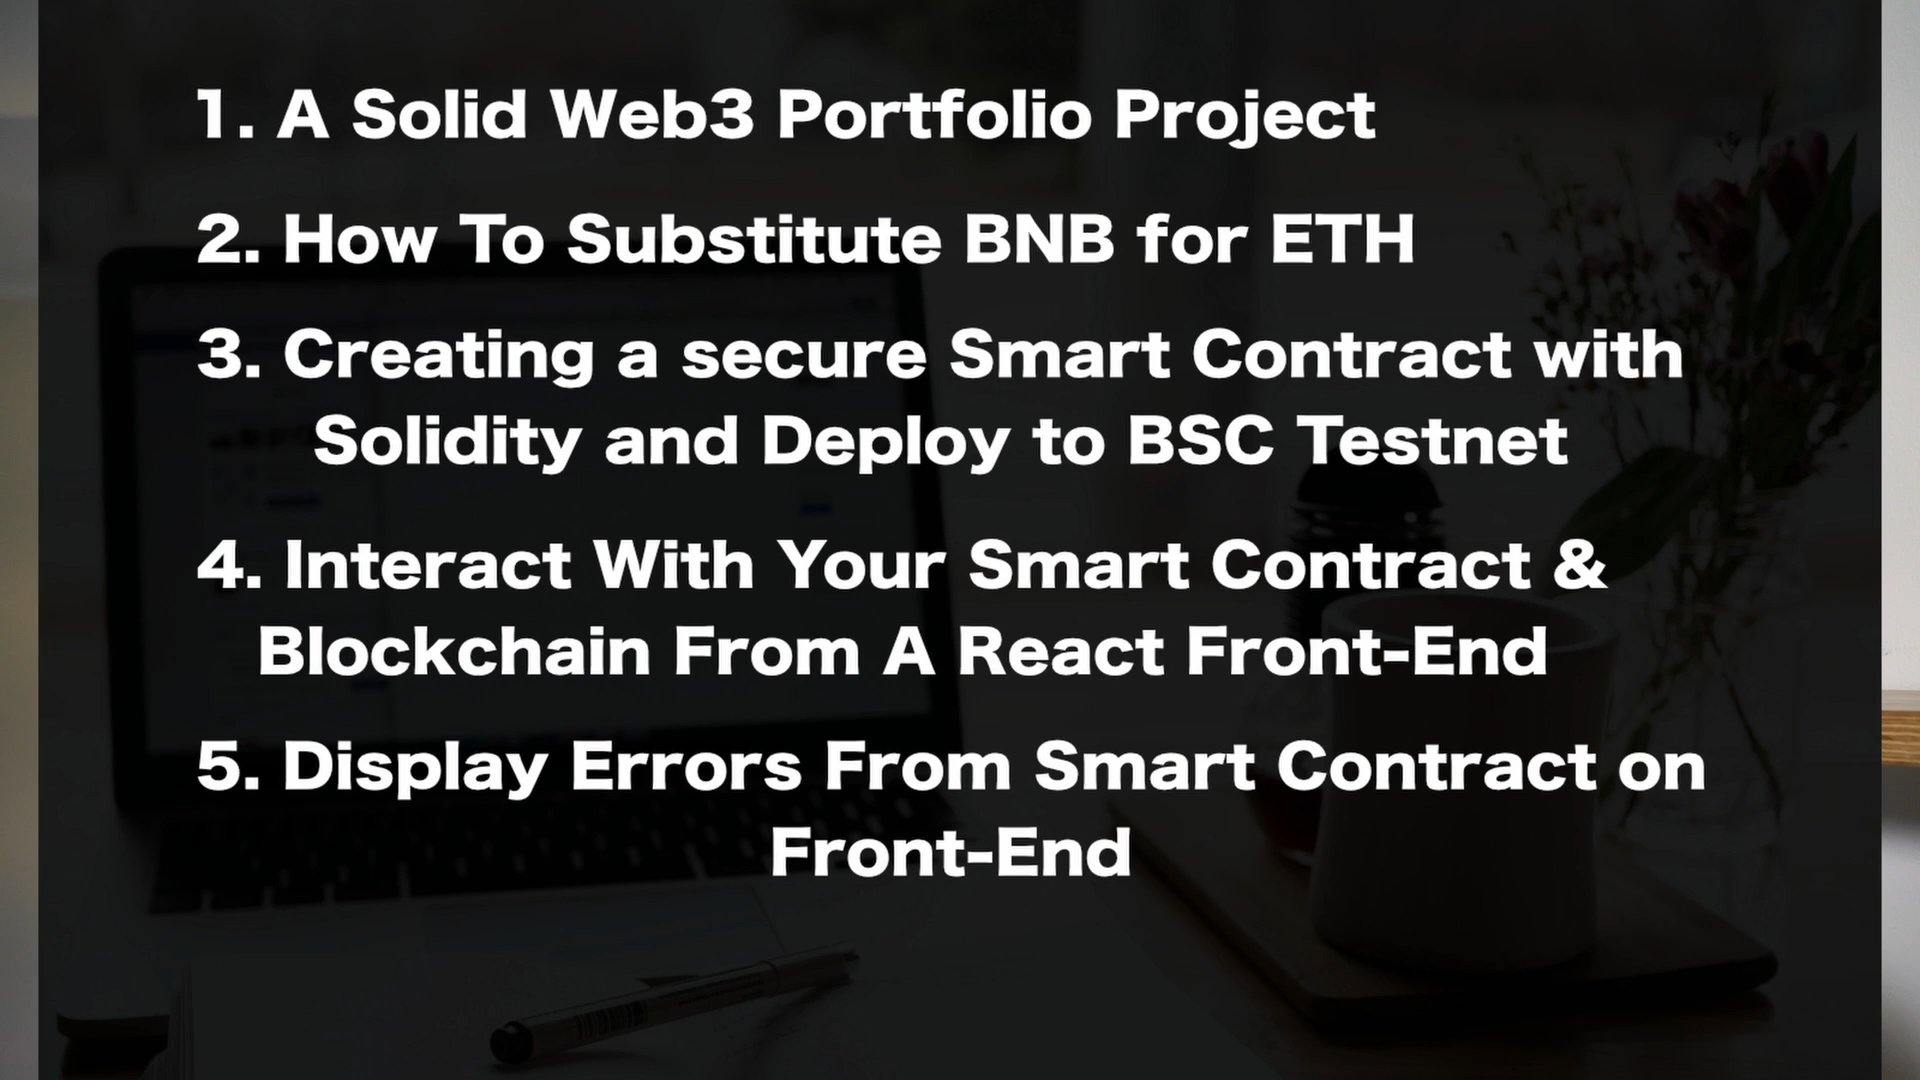 1. A Solid Web3 Portfolio Project
2. How To Substitute BNB for ETH
3. Creating a secure Smart Contract with
Solidity and Deploy to BSC Testnet
4. Interact With Your Smart Contract &
Blockchain From A React Front-End
5. Display Errors From Smart Contract on
Front-End